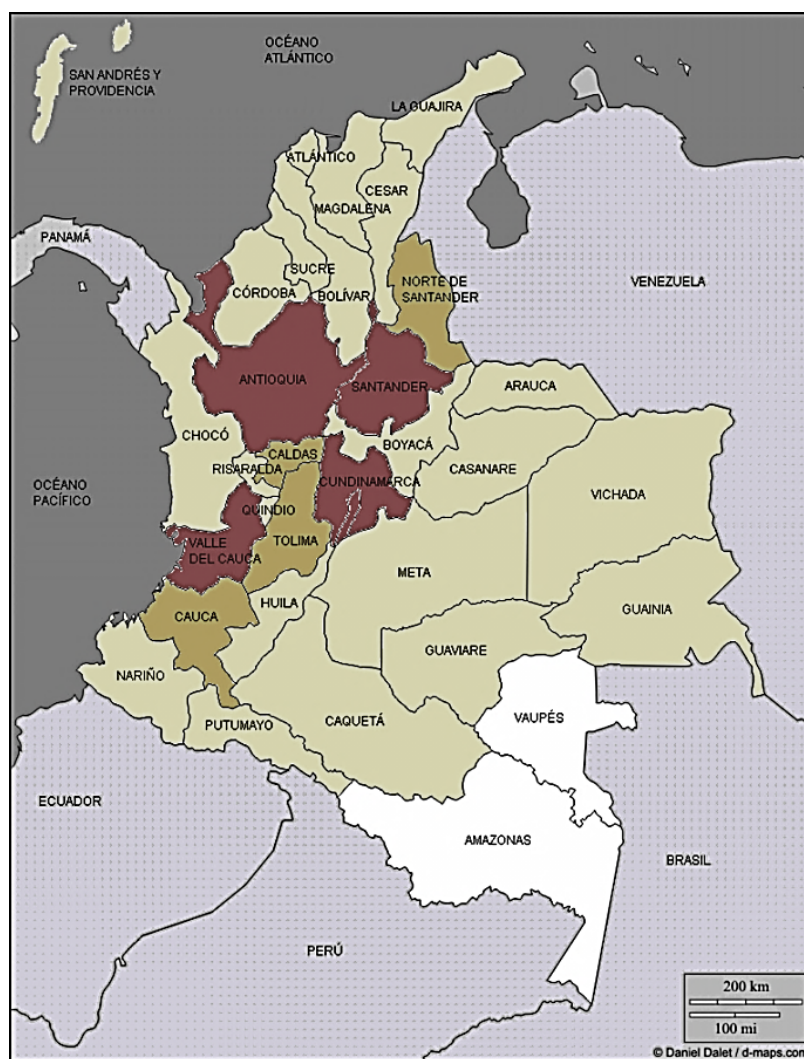 OCÉANO
ATLÁNTICO
SAN ANDRÉS Y
PROVIDENCIA
LA GUAJIRA
ATLÁNTICO
CESAR
MAGDALENA
PANAMÁ
SUCRE
CÓRDOBA
BOLÍVAR
NORTE DE
SANTANDER
VENEZUELA
ANTIOQUIA
SANTANDER
ARAUCA
CHOCÓ
BOYACÁ
CALDAS
RISARALDA
CUNDINAMARCA
CASANARE
OCÉANO
PACÍFICO
VICHADA
QUINDIO
VALLE
DEL CAUCA
TOLIMA
META
HUILA
CAUCA
GUAINIA
GUAVIARE
NARIÑO
PUTUMAYO
CAQUETÁ
VAUPÉS
ECUADOR
AMAZONAS
BRASIL
PERÚ
200 km
100 mi
© Daniel Dalet / d-maps.com